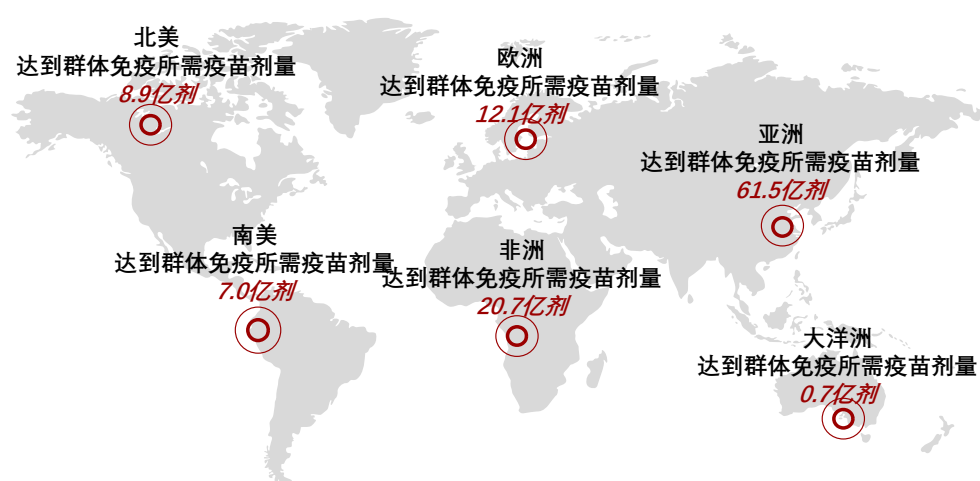 北美
达到群体免疫所需疫苗剂量
8.9亿剂
欧洲
达到群体免疫所需疫苗剂量
12.1亿剂
亚洲
达到群体免疫所需疫苗剂量
61.5亿剂
南美
达到群体免疫所需疫苗剂量
7.0亿剂
非洲
达到群体免疫所需疫苗剂量
20.7亿剂
大洋洲
达到群体免疫所需疫苗剂量
0.7亿剂